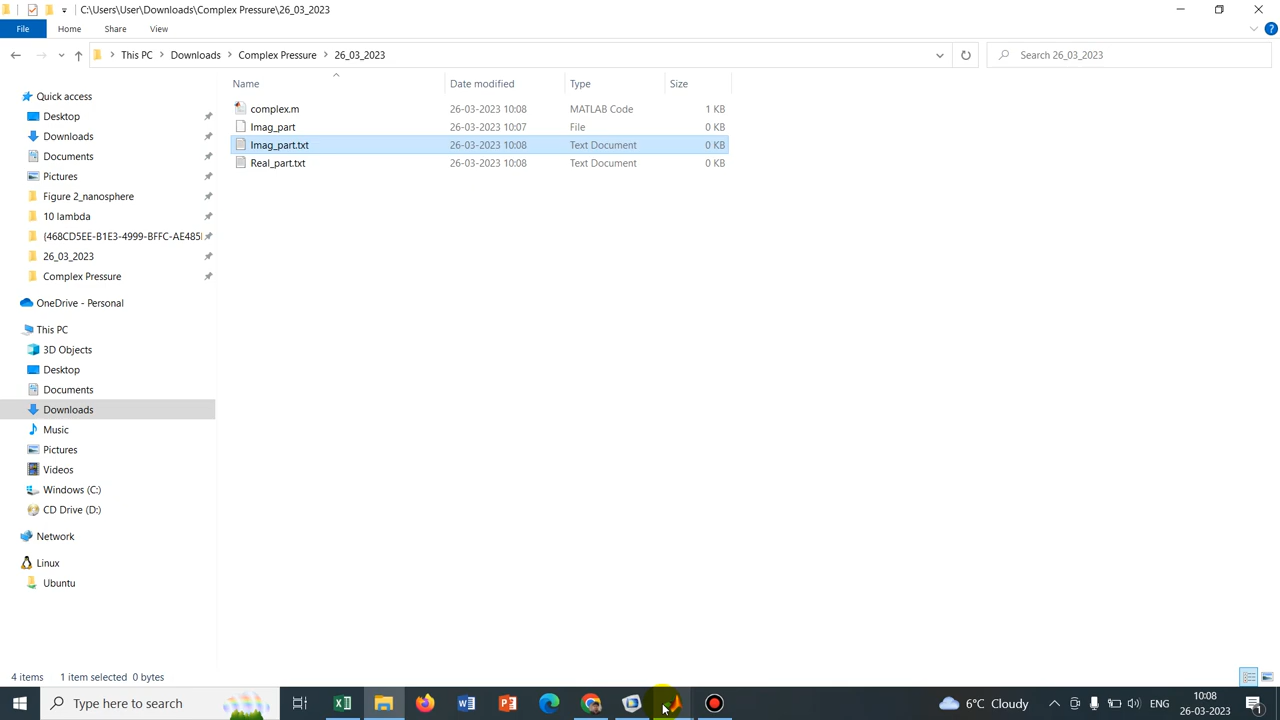 C:\Users\User\Downloads\Complex Pressure\26_03_2023
File Home Share View
This PC Downloads Complex Pressure 26_03_2023
Search 26_03_2023
Name Date modified Type Size
complex.m 26-03-2023 10:08 MATLAB Code 1 KB
Imag_part 26-03-2023 10:07 File 0 KB
Imag_part.txt 26-03-2023 10:08 Text Document 0 KB
Real_part.txt 26-03-2023 10:08 Text Document 0 KB
Quick access
Desktop
Downloads
Documents
Pictures
Figure 2_nanosphere
10 lambda
{468CD5EE-B1E3-4999-BFFC-AE485
26_03_2023
Complex Pressure
OneDrive - Personal
This PC
3D Objects
Desktop
Documents
Downloads
Music
Pictures
Videos
Windows (C:)
CD Drive (D:)
Network
Linux
Ubuntu
4 items 1 item selected 0 bytes
Type here to search
6°C Cloudy
ENG
10:08
26-03-2023